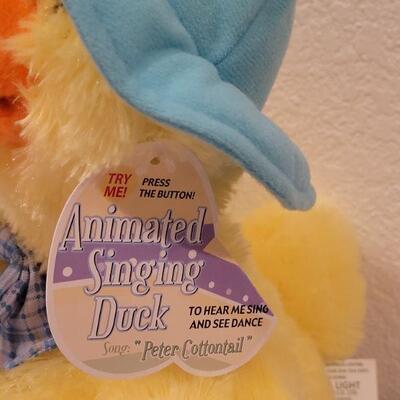 TRY ME!
PRESS THE BUTTON!
Animated
Singing
Duck
TO HEAR ME SING
AND SEE DANCE
Song: "Peter Cottontail"
LIGHT